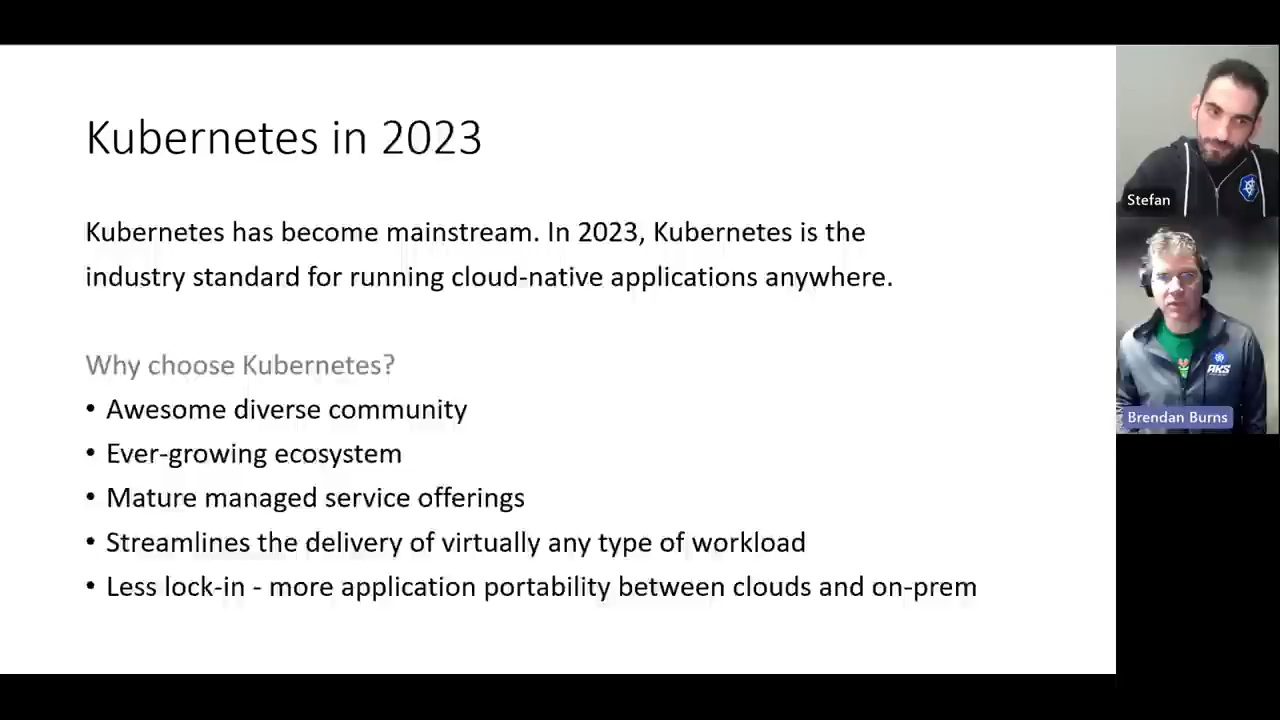 Kubernetes in 2023
Kubernetes has become mainstream. In 2023, Kubernetes is the
industry standard for running cloud-native applications anywhere.
Why choose Kubernetes?
• Awesome diverse community
• Ever-growing ecosystem
• Mature managed service offerings
• Streamlines the delivery of virtually any type of workload
• Less lock-in - more application portability between clouds and on-prem
Stefan
AKS
Brendan Burns